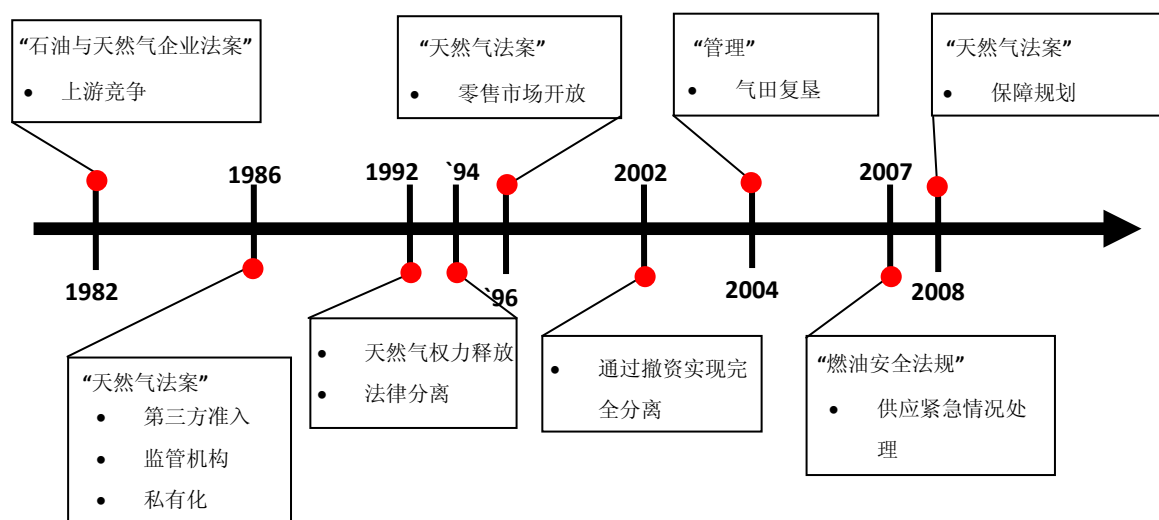 “石油与天然气企业法案”
• 上游竞争
“天然气法案”
• 零售市场开放
“管理”
• 气田复垦
“天然气法案”
• 保障规划
1986
1992
`94
2002
2007
1982
`96
2004
2008
“天然气法案”
• 第三方准入
• 监管机构
• 私有化
• 天然气权力释放
• 法律分离
• 通过撤资实现完
全分离
“燃油安全法规”
• 供应紧急情况处
理